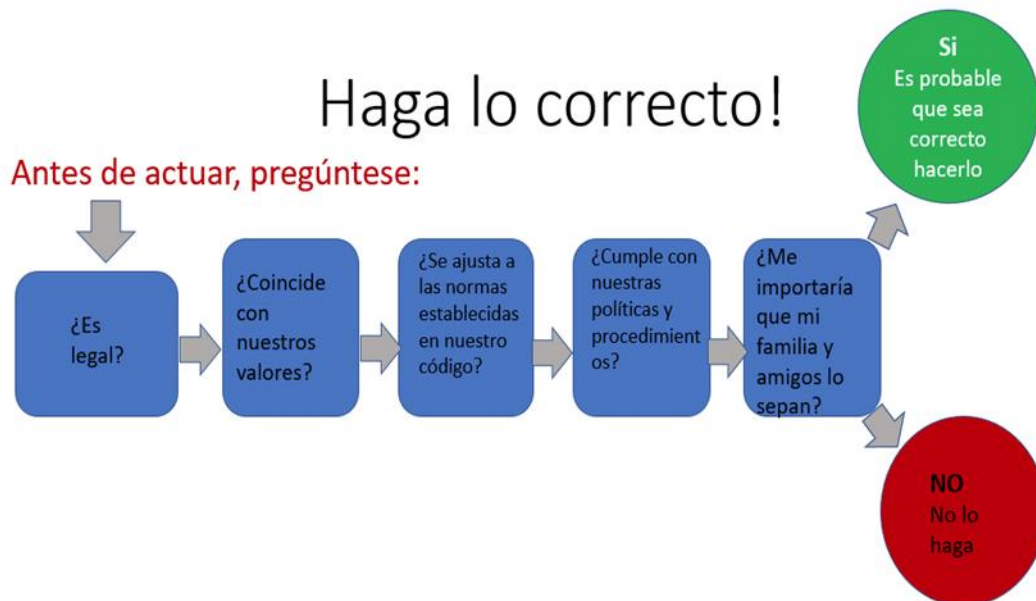 Haga lo correcto!
Antes de actuar, pregúntese:
¿Es
legal?
¿Coincide
con
nuestros
valores?
¿Se ajusta a
las normas
establecidas
en nuestro
código?
¿Cumple con
nuestras
políticas y
procedimient
os?
¿Me
importaría
que mi
familia y
amigos lo
sepan?
Si
Es probable
que sea
correcto
hacerlo
NO
No lo
haga